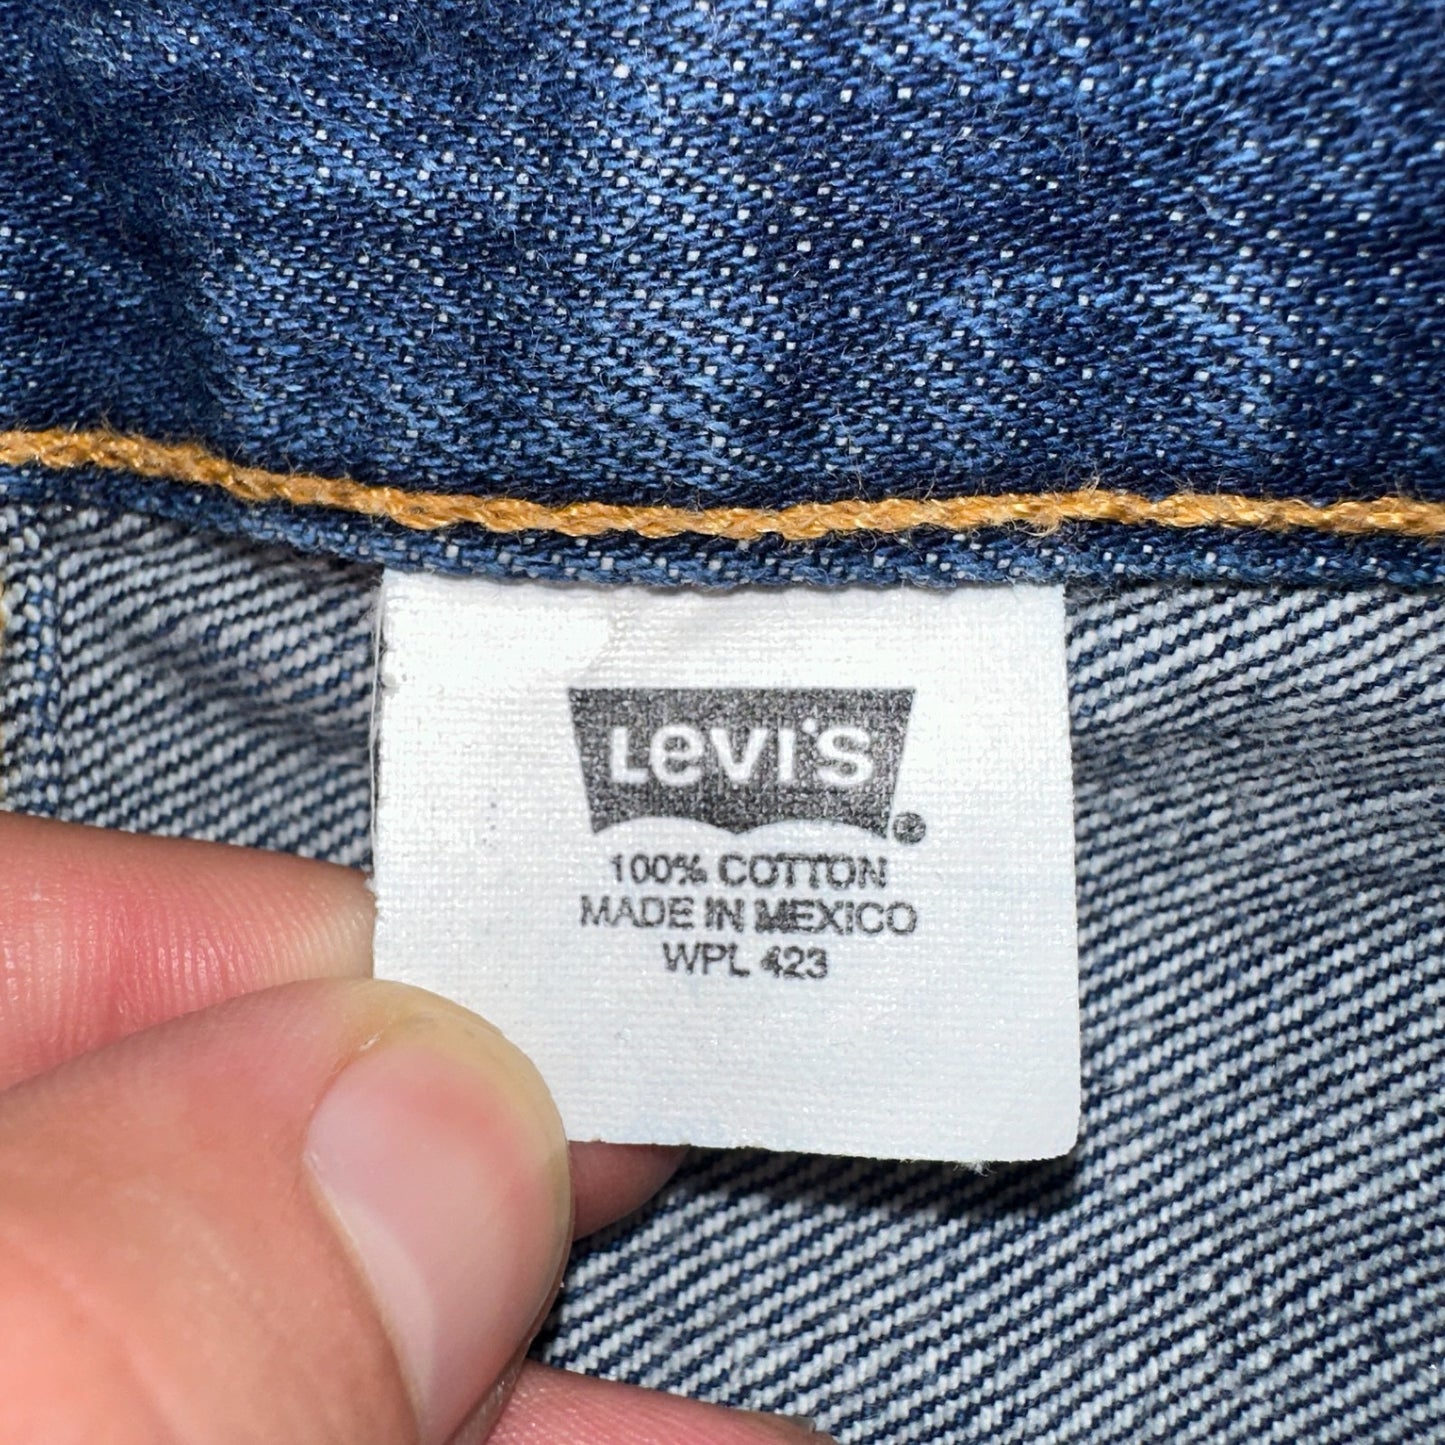 Levi's ®
100% COTTON
MADE IN MEXICO
WPL 423